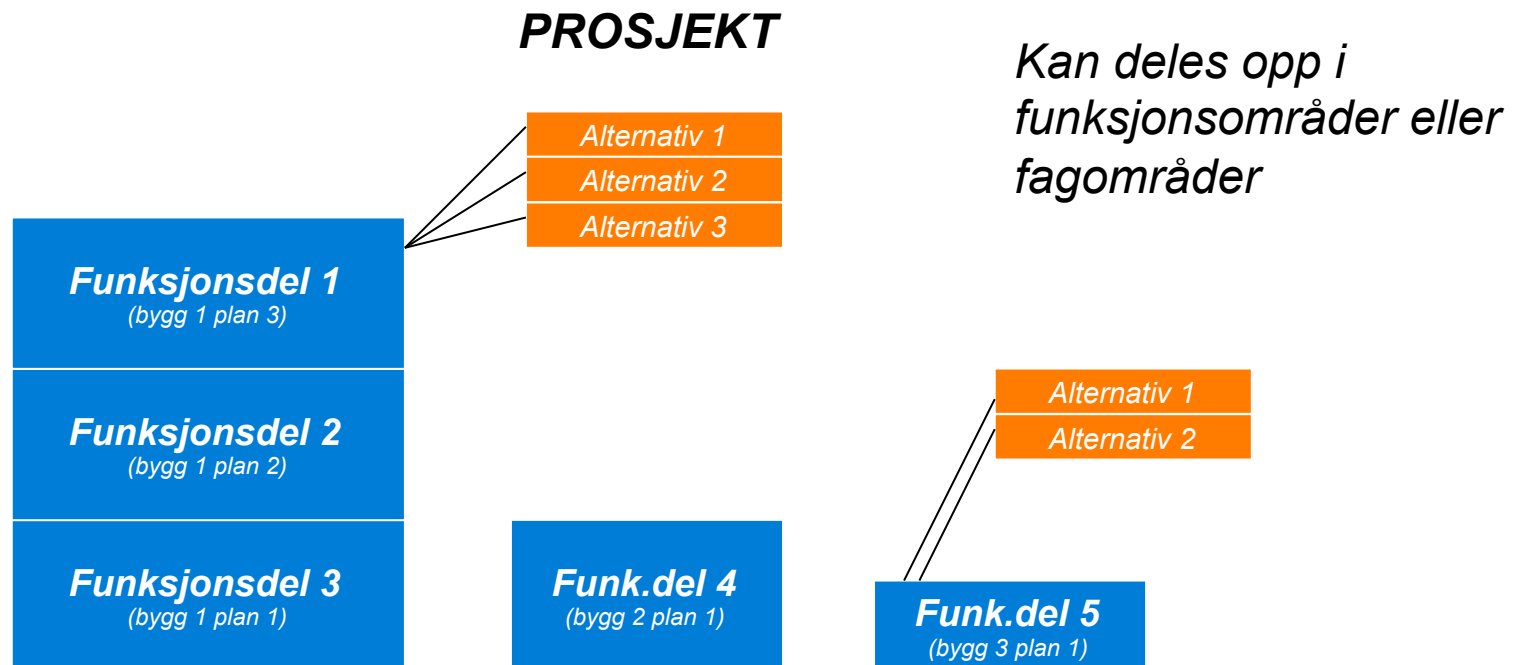 PROSJEKT
Kan deles opp i
funksjonsområder eller
fagområder
Alternativ 1
Alternativ 2
Alternativ 3
Funksjonsdel 1
(bygg 1 plan 3)
Funksjonsdel 2
(bygg 1 plan 2)
Funksjonsdel 3
(bygg 1 plan 1)
Funk.del 4
(bygg 2 plan 1)
Alternativ 1
Alternativ 2
Funk.del 5
(bygg 3 plan 1)